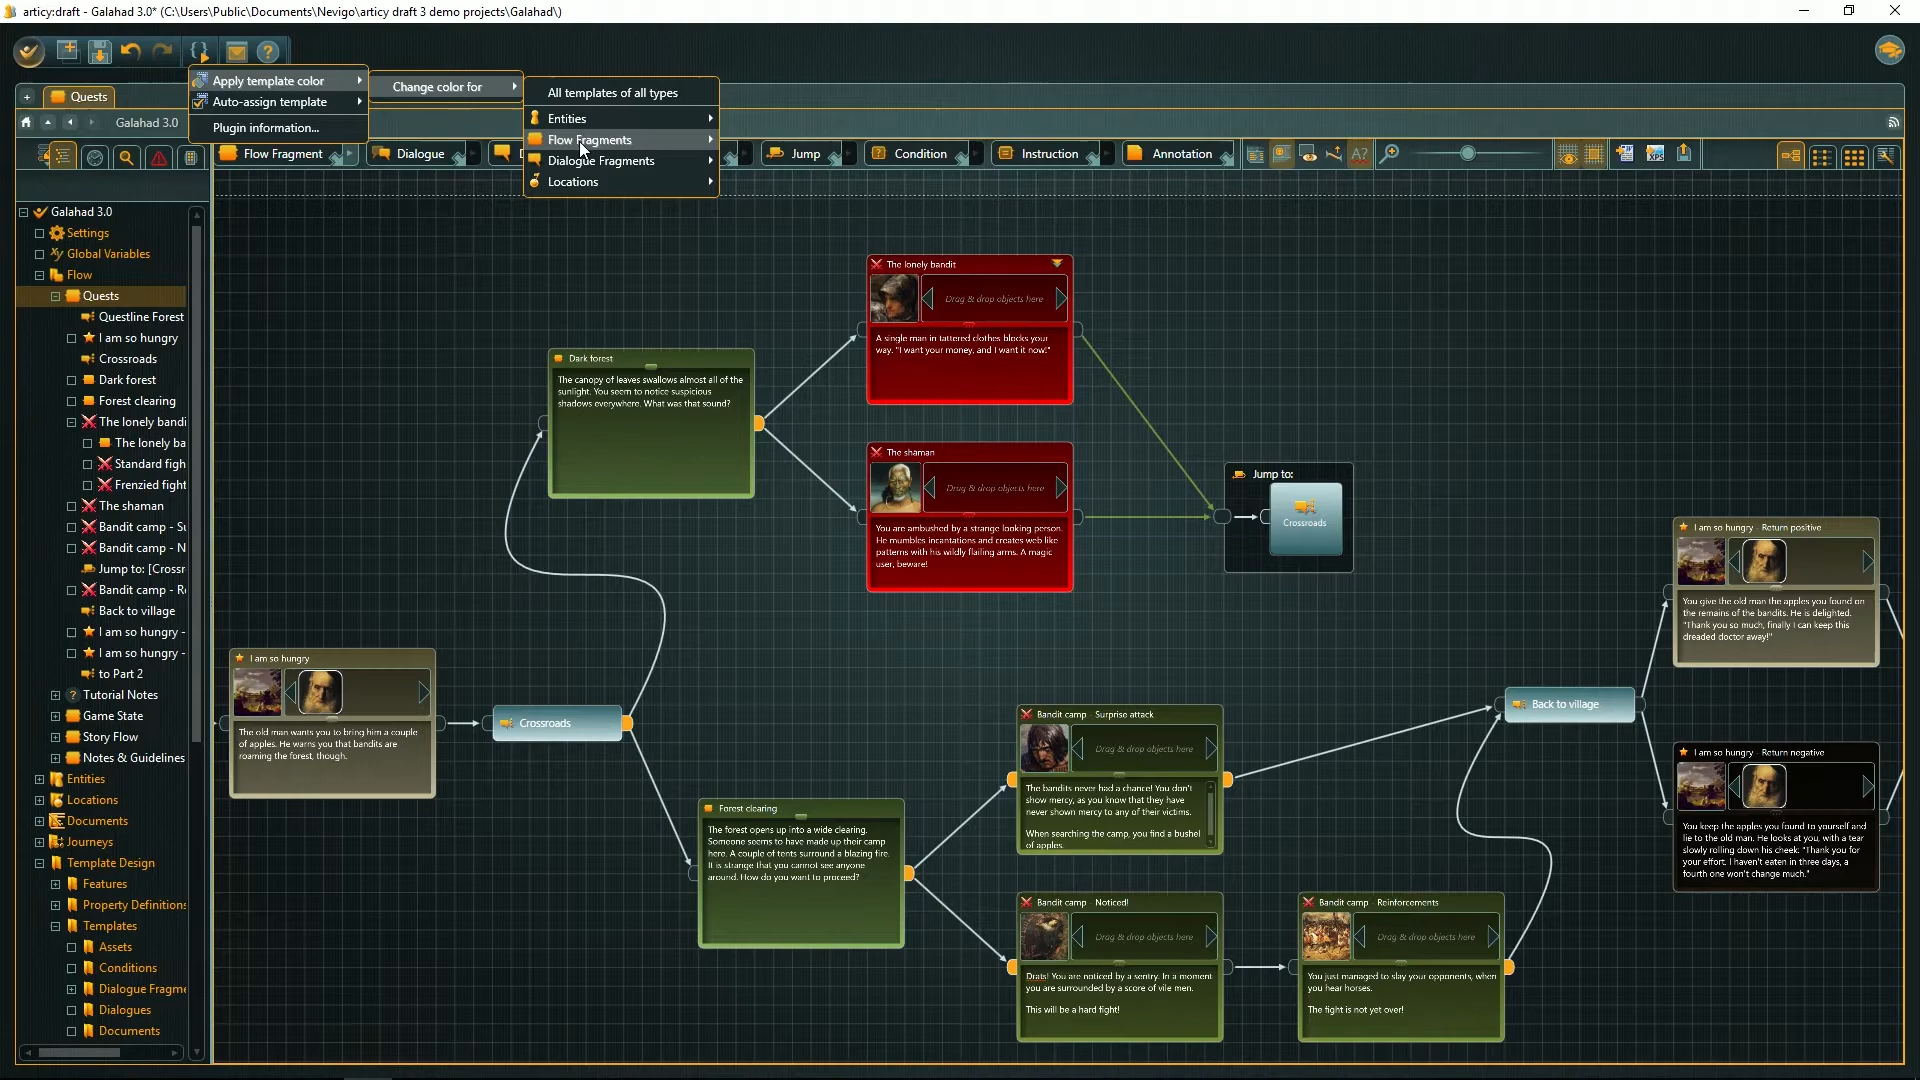 articy:draft - Galahad 3.0* (C:\Users\Public\Documents\Nevigo\articy draft 3 demo projects\Galahad\)
Apply template color
Auto-assign template
Plugin information...
Change color for
All templates of all types
Entities
Flow Fragments
Dialogue Fragments
Locations
Quests
Galahad 3.0
Flow Fragment
Dialogue
Jump
Condition
Instruction
Annotation
Galahad 3.0
Settings
Global Variables
Flow
Quests
Questline Forest
I am so hungry
Crossroads
Dark forest
Forest clearing
The lonely bandi
The lonely ba
Standard figh
Frenzied fight
The shaman
Bandit camp - Su
Bandit camp - N
Jump to: [Crossr
Bandit camp - Re
Back to village
I am so hungry -
I am so hungry -
to Part 2
Tutorial Notes
Game State
Story Flow
Notes & Guidelines
Entities
Locations
Documents
Journeys
Template Design
Features
Property Definitions
Templates
Assets
Conditions
Dialogue Fragme
Dialogues
Documents
The lonely bandit
Drag & drop objects here
A single man in tattered clothes blocks your
way. "I want your money, and I want it now!"
Dark forest
The canopy of leaves swallows almost all of the
sunlight. You seem to notice suspicious
shadows everywhere. What was that sound?
The shaman
Drag & drop objects here
You are ambushed by a strange looking person.
He mumbles incantations and creates web like
patterns with his wildly flailing arms. A magic
user, beware!
Jump to:
Crossroads
I am so hungry - Return positive
You give the old man the apples you found on
the remains of the bandits. He is delighted.
"Thank you so much, finally I can keep this
dreaded doctor away!"
I am so hungry
The old man wants you to bring him a couple
of apples. He warns you that bandits are
roaming the forest, though.
Crossroads
Back to village
Bandit camp - Surprise attack
Drag & drop objects here
The bandits never had a chance! You don't
show mercy, as you know that they have
never shown mercy to any of their victims.
When searching the camp, you find a bushel
of apples.
I am so hungry - Return negative
You keep the apples you found to yourself and
lie to the old man. He looks at you, with a tear
slowly rolling down his cheek: "Thank you for
your effort. I haven't eaten in three days, a
fourth one won't change much."
Forest clearing
The forest opens up into a wide clearing.
Someone seems to have made up their camp
here. A couple of tents surround a blazing fire.
It is strange that you cannot see anyone
around. How do you want to proceed?
Bandit camp - Noticed!
Drag & drop objects here
Drats! You are noticed by a sentry. In a moment
you are surrounded by a score of vile men.
This will be a hard fight!
Bandit camp - Reinforcements
Drag & drop objects here
You just managed to slay your opponents, when
you hear horses.
The fight is not yet over!